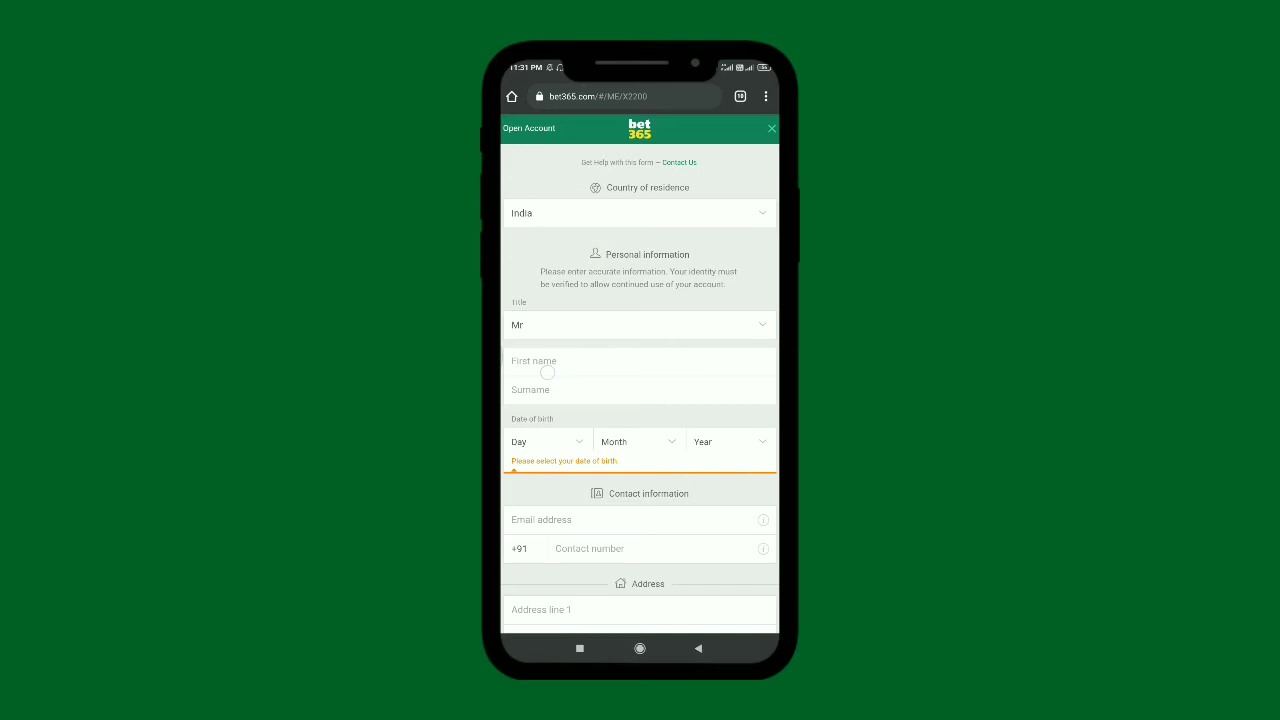 11:31 PM
56
bet365.com/#/ME/X2200
10
Open Account
bet
365
Get Help with this form — Contact Us
Country of residence
India
Personal information
Please enter accurate information. Your identity must
be verified to allow continued use of your account.
Title
Mr
First name
Surname
Date of birth
Day Month Year
Please select your date of birth.
Contact information
Email address
+91 Contact number
Address
Address line 1